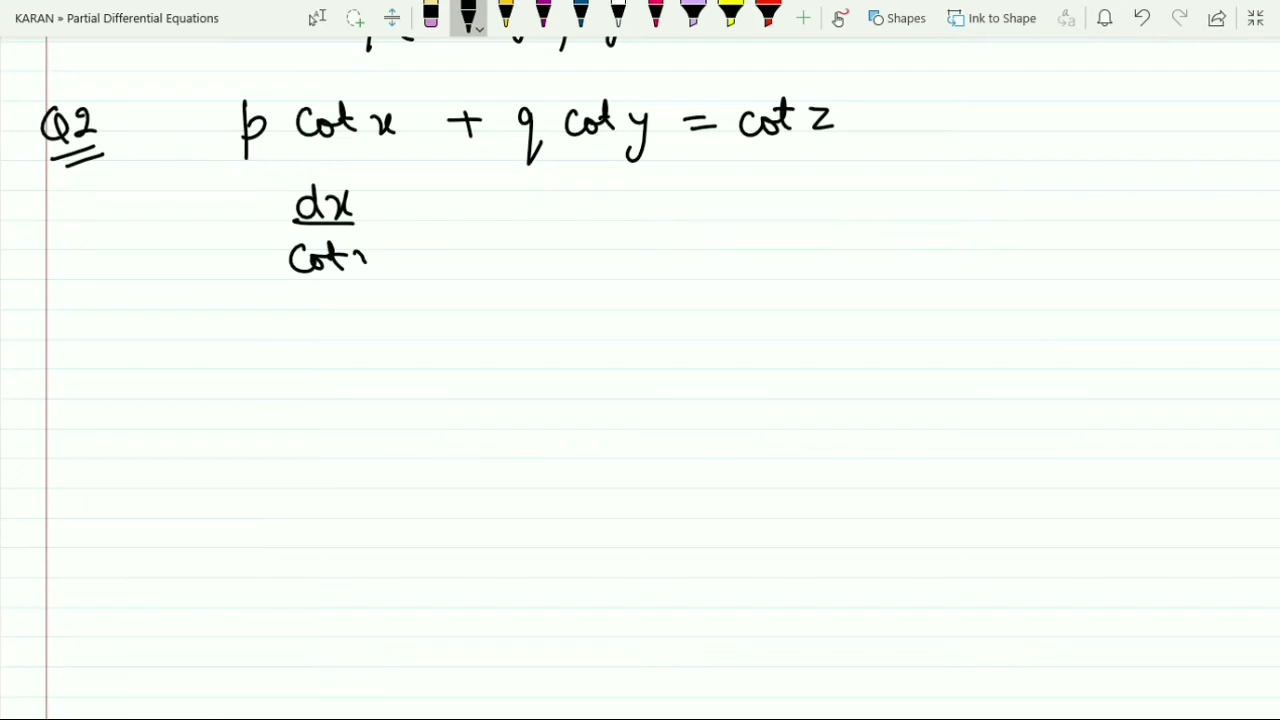 KARAN » Partial Differential Equations
Shapes
Ink to Shape
Q2 p cot x + q cot y = cot z
dx
cot